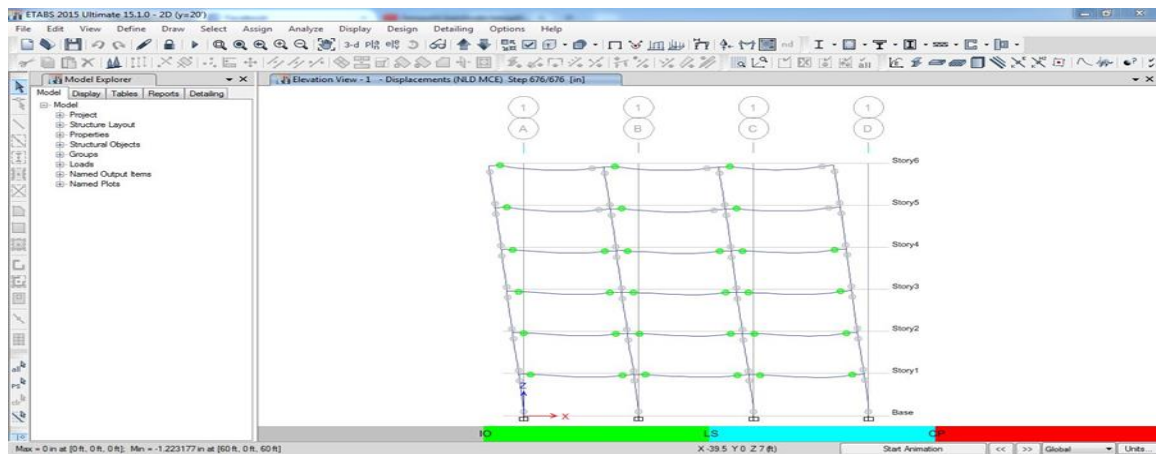 ETABS 2015 Ultimate 15.1.0 - 2D (y=20')
File Edit View Define Draw Select Assign Analyze Display Design Detailing Options Help
3-d
nd
Model Explorer
Elevation View - 1 - Displacements (NLD MCE) Step 676/676 [in]
Model Display Tables Reports Detailing
Model
Project
Structure Layout
Properties
Structural Objects
Groups
Loads
Named Output Items
Named Plots
1 1 1 1
A B C D
Story6
Story5
Story4
Story3
Story2
Story1
Base
Z
X
all
PS
IO LS CP
Max = 0 in at [0 ft, 0 ft, 0 ft]; Min = -1.223177 in at [60 ft, 0 ft, 60 ft]
X -39.5 Y 0 Z 7 (ft)
Start Animation << >> Global Units...